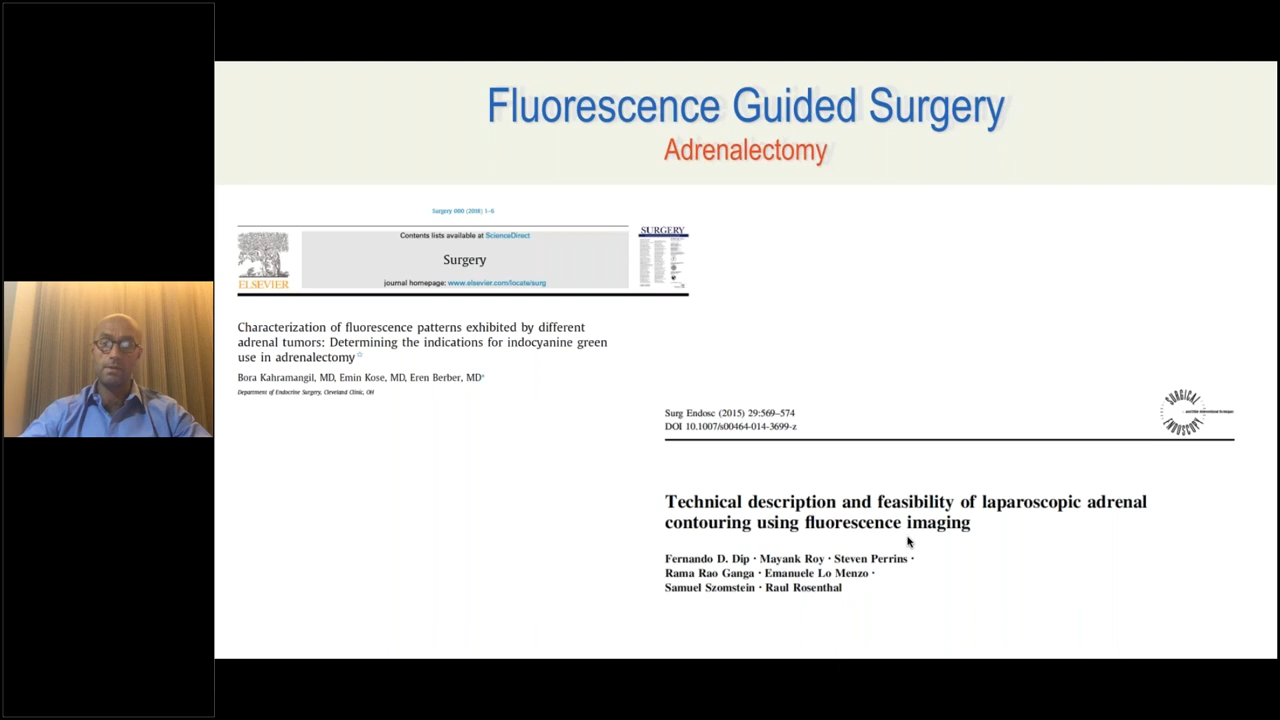 Fluorescence Guided Surgery
Adrenalectomy
Surgery 000 (2018) 1–6
Contents lists available at ScienceDirect
Surgery
journal homepage: www.elsevier.com/locate/surg
ELSEVIER
SURGERY
Characterization of fluorescence patterns exhibited by different
adrenal tumors: Determining the indications for indocyanine green
use in adrenalectomy☆
Bora Kahramangil, MD, Emin Kose, MD, Eren Berber, MD*
Department of Endocrine Surgery, Cleveland Clinic, OH
Surg Endosc (2015) 29:569–574
DOI 10.1007/s00464-014-3699-z
SURGICAL
ENDOSCOPY
Technical description and feasibility of laparoscopic adrenal
contouring using fluorescence imaging
Fernando D. Dip · Mayank Roy · Steven Perrins ·
Rama Rao Ganga · Emanuele Lo Menzo ·
Samuel Szomstein · Raul Rosenthal